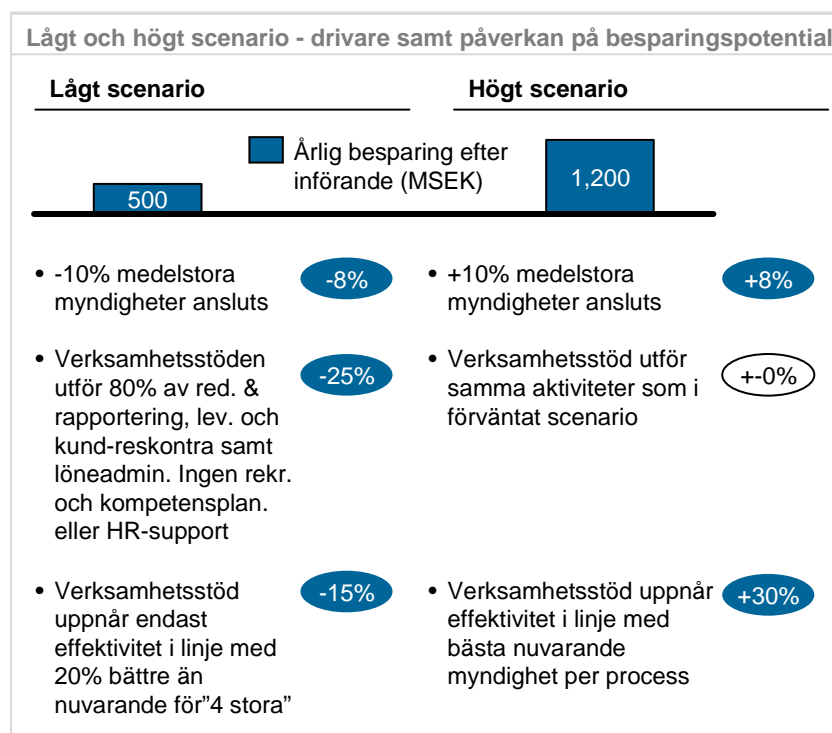 Lågt och högt scenario - drivare samt påverkan på besparingspotential
Lågt scenario
Högt scenario
Årlig besparing efter
införande (MSEK)
500
1,200
• -10% medelstora
myndigheter ansluts
-8%
• +10% medelstora
myndigheter ansluts
+8%
• Verksamhetsstöden
utför 80% av red. &
rapportering, lev. och
kund-reskontra samt
löneadmin. Ingen rekr.
och kompetensplan.
eller HR-support
-25%
• Verksamhetsstöd utför
samma aktiviteter som i
förväntat scenario
+-0%
• Verksamhetsstöd
uppnår endast
effektivitet i linje med
20% bättre än
nuvarande för”4 stora”
-15%
• Verksamhetsstöd uppnår
effektivitet i linje med
bästa nuvarande
myndighet per process
+30%